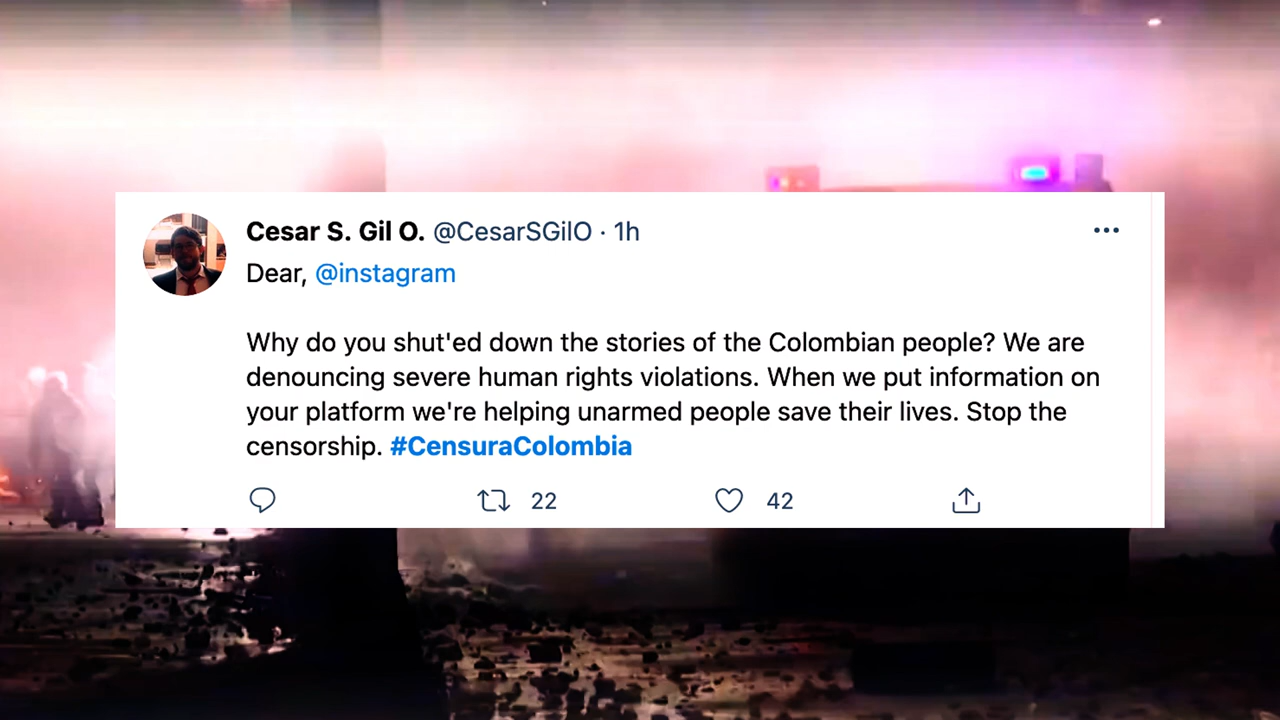 Cesar S. Gil O. @CesarSGilO · 1h
Dear, @instagram
Why do you shut'ed down the stories of the Colombian people? We are
denouncing severe human rights violations. When we put information on
your platform we're helping unarmed people save their lives. Stop the
censorship. #CensuraColombia
22 42